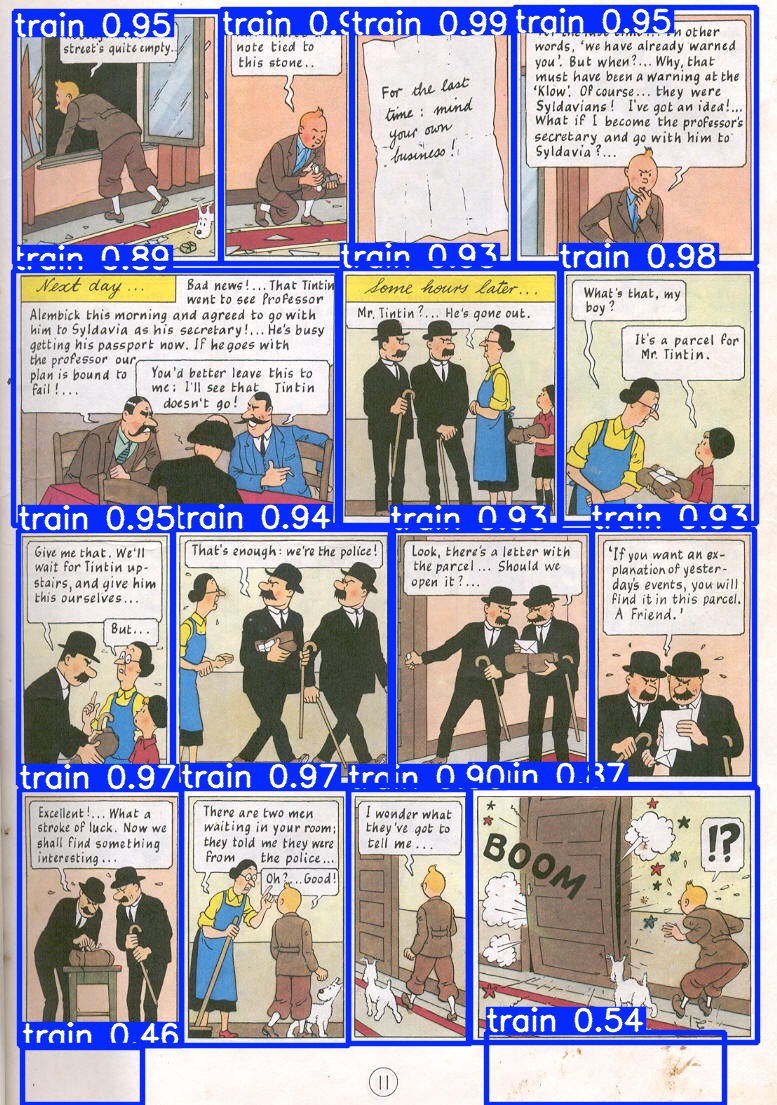 train 0.95
street's quite empty..
train
note tied to
this stone..
train 0.99
For the last
time : mind
your own
business !
train 0.95
In other
words, 'we have already warned
you'. But when?... Why, that
must have been a warning at the
'Klow'. Of course... they were
Syldavians! I've got an idea!...
What if I become the professor's
secretary and go with him to
Syldavia ?...
train 0.89
Next day...
Bad news!... That Tintin
went to see Professor
Alembick this morning and agreed to go with
him to Syldavia as his secretary!... He's busy
getting his passport now. If he goes with
the professor our
plan is bound to
fail !...
You'd better leave this to
me: I'll see that Tintin
doesn't go!
train 0.93
Some hours later...
Mr. Tintin?... He's gone out.
train 0.98
What's that, my
boy ?
It's a parcel for
Mr. Tintin.
train 0.95
Give me that. We'll
wait for Tintin up-
stairs, and give him
this ourselves...
But...
train 0.94
That's enough: we're the police!
train 0.93
Look, there's a letter with
the parcel... Should we
open it ?...
train 0.93
'If you want an ex-
planation of yester-
day's events, you will
find it in this parcel.
A Friend.'
train 0.97
Excellent!... What a
stroke of luck. Now we
shall find something
interesting...
train 0.97
There are two men
waiting in your room;
they told me they were
from the police...
Oh?...Good!
train 0.90
I wonder what
they've got to
tell me...
0.87
BOOM
!?
train 0.46
train 0.54
11